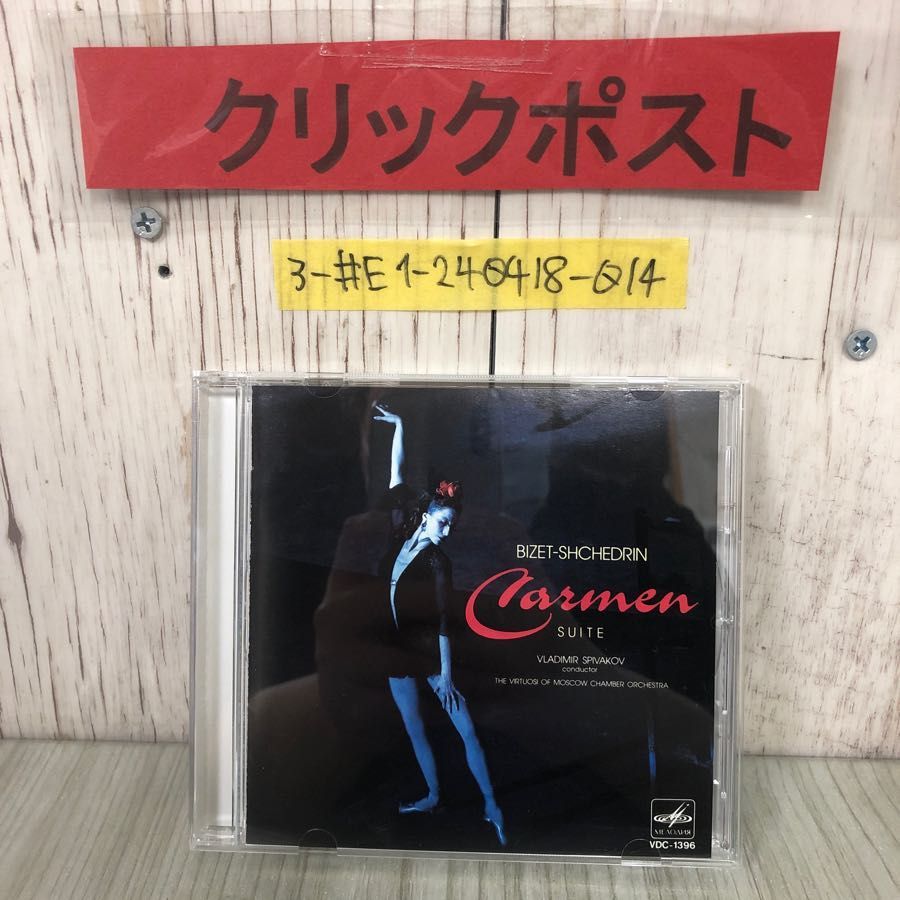 クリックポスト
3-#E1-240418-014
BIZET-SHCHEDRIN
Carmen
SUITE
VLADIMIR SPIVAKOV
conductor
THE VIRTUOSI OF MOSCOW CHAMBER ORCHESTRA
МЕЛОДИЯ
VDC-1396